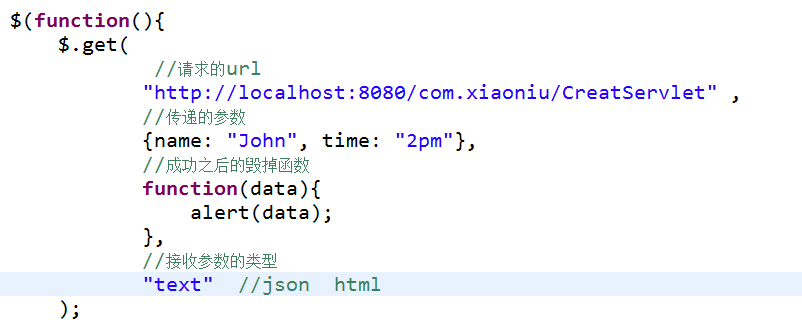 $(function(){
    $.get(
            //请求的url
           "http://localhost:8080/com.xiaoniu/CreatServlet" ,
           //传递的参数
           {name: "John", time: "2pm"},
           //成功之后的毁掉函数
           function(data){
               alert(data);
           },
           //接收参数的类型
           "text"  //json  html
    );